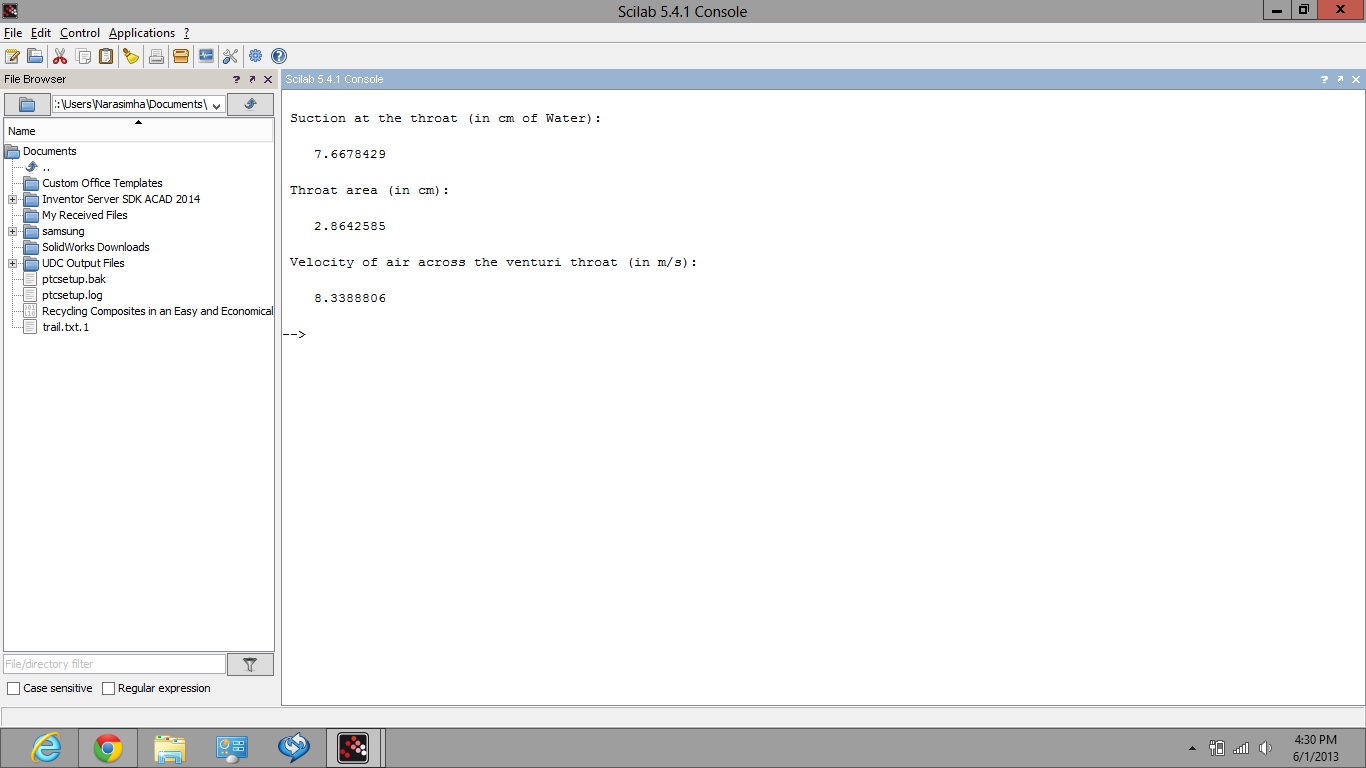 Scilab 5.4.1 Console
File Edit Control Applications ?
File Browser
Scilab 5.4.1 Console
:\Users\Narasimha\Documents\
Name
Documents
..
Custom Office Templates
Inventor Server SDK ACAD 2014
My Received Files
samsung
SolidWorks Downloads
UDC Output Files
ptcsetup.bak
ptcsetup.log
Recycling Composites in an Easy and Economical
trail.txt.1
File/directory filter
Case sensitive Regular expression
Suction at the throat (in cm of Water):
7.6678429
Throat area (in cm):
2.8642585
Velocity of air across the venturi throat (in m/s):
8.3388806
-->
4:30 PM
6/1/2013